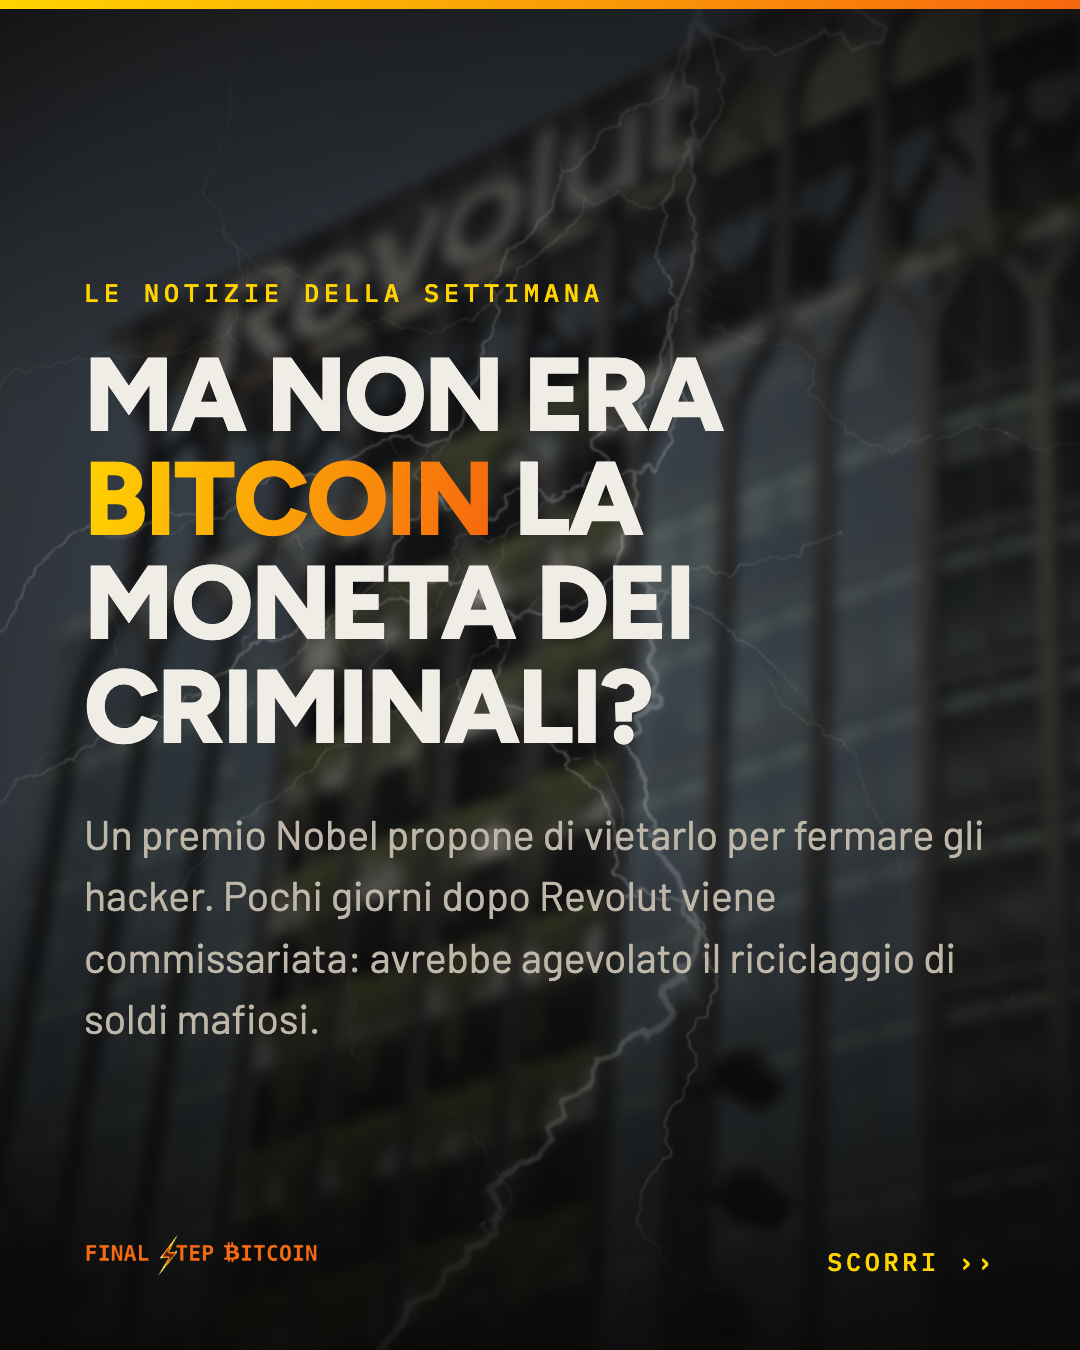 Revolut
LE NOTIZIE DELLA SETTIMANA
MA NON ERA
BITCOIN LA
MONETA DEI
CRIMINALI?
Un premio Nobel propone di vietarlo per fermare gli
hacker. Pochi giorni dopo Revolut viene
commissariata: avrebbe agevolato il riciclaggio di
soldi mafiosi.
FINAL STEP ₿ITCOIN
SCORRI ››